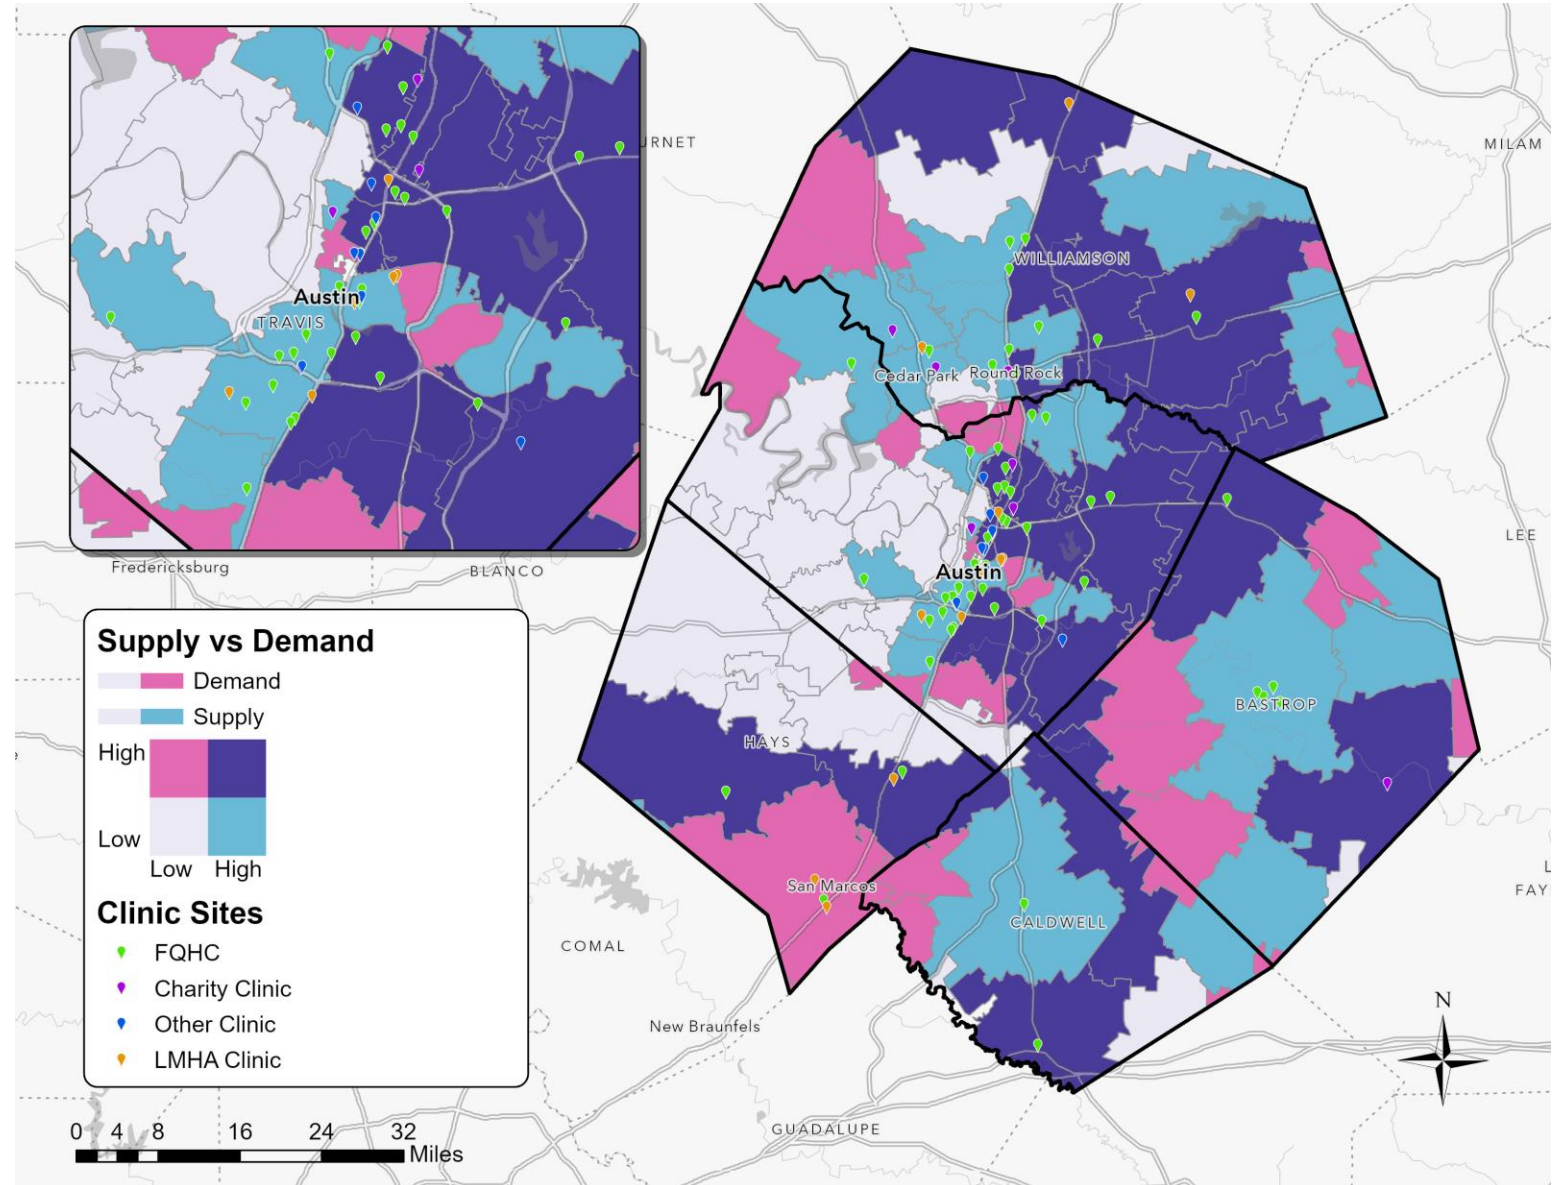 Austin
TRAVIS
URNET
MILAM
WILLIAMSON
Cedar Park
Round Rock
LEE
Austin
Fredericksburg
BLANCO
BASTROP
HAYS
San Marcos
CALDWELL
FAY
COMAL
New Braunfels
GUADALUPE
N
Supply vs Demand
Demand
Supply
High
Low
Low High
Clinic Sites
FQHC
Charity Clinic
Other Clinic
LMHA Clinic
0 4 8 16 24 32
Miles